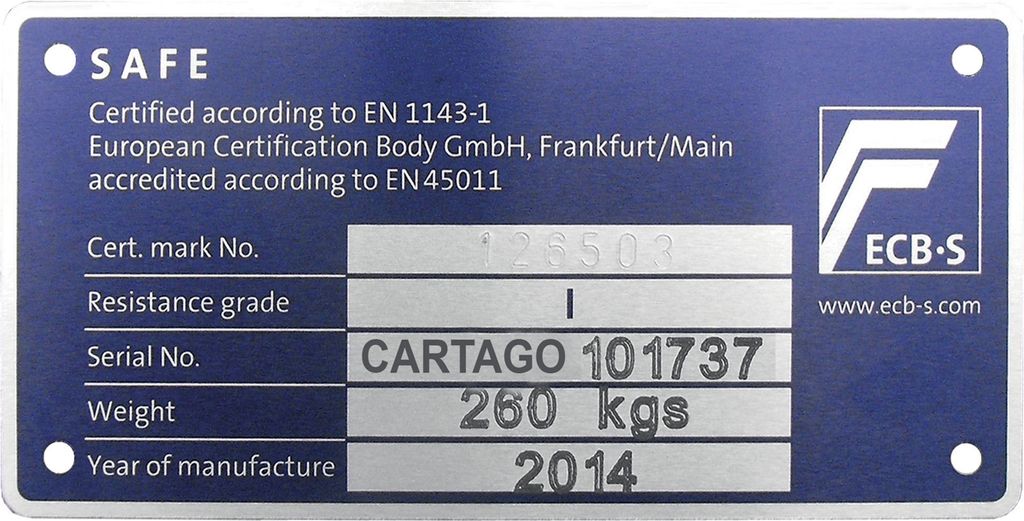 SAFE
Certified according to EN 1143-1
European Certification Body GmbH, Frankfurt/Main
accredited according to EN 45011
ECB·S
www.ecb-s.com
Cert. mark No. 126503
Resistance grade I
Serial No. CARTAGO 101737
Weight 260 kgs
Year of manufacture 2014